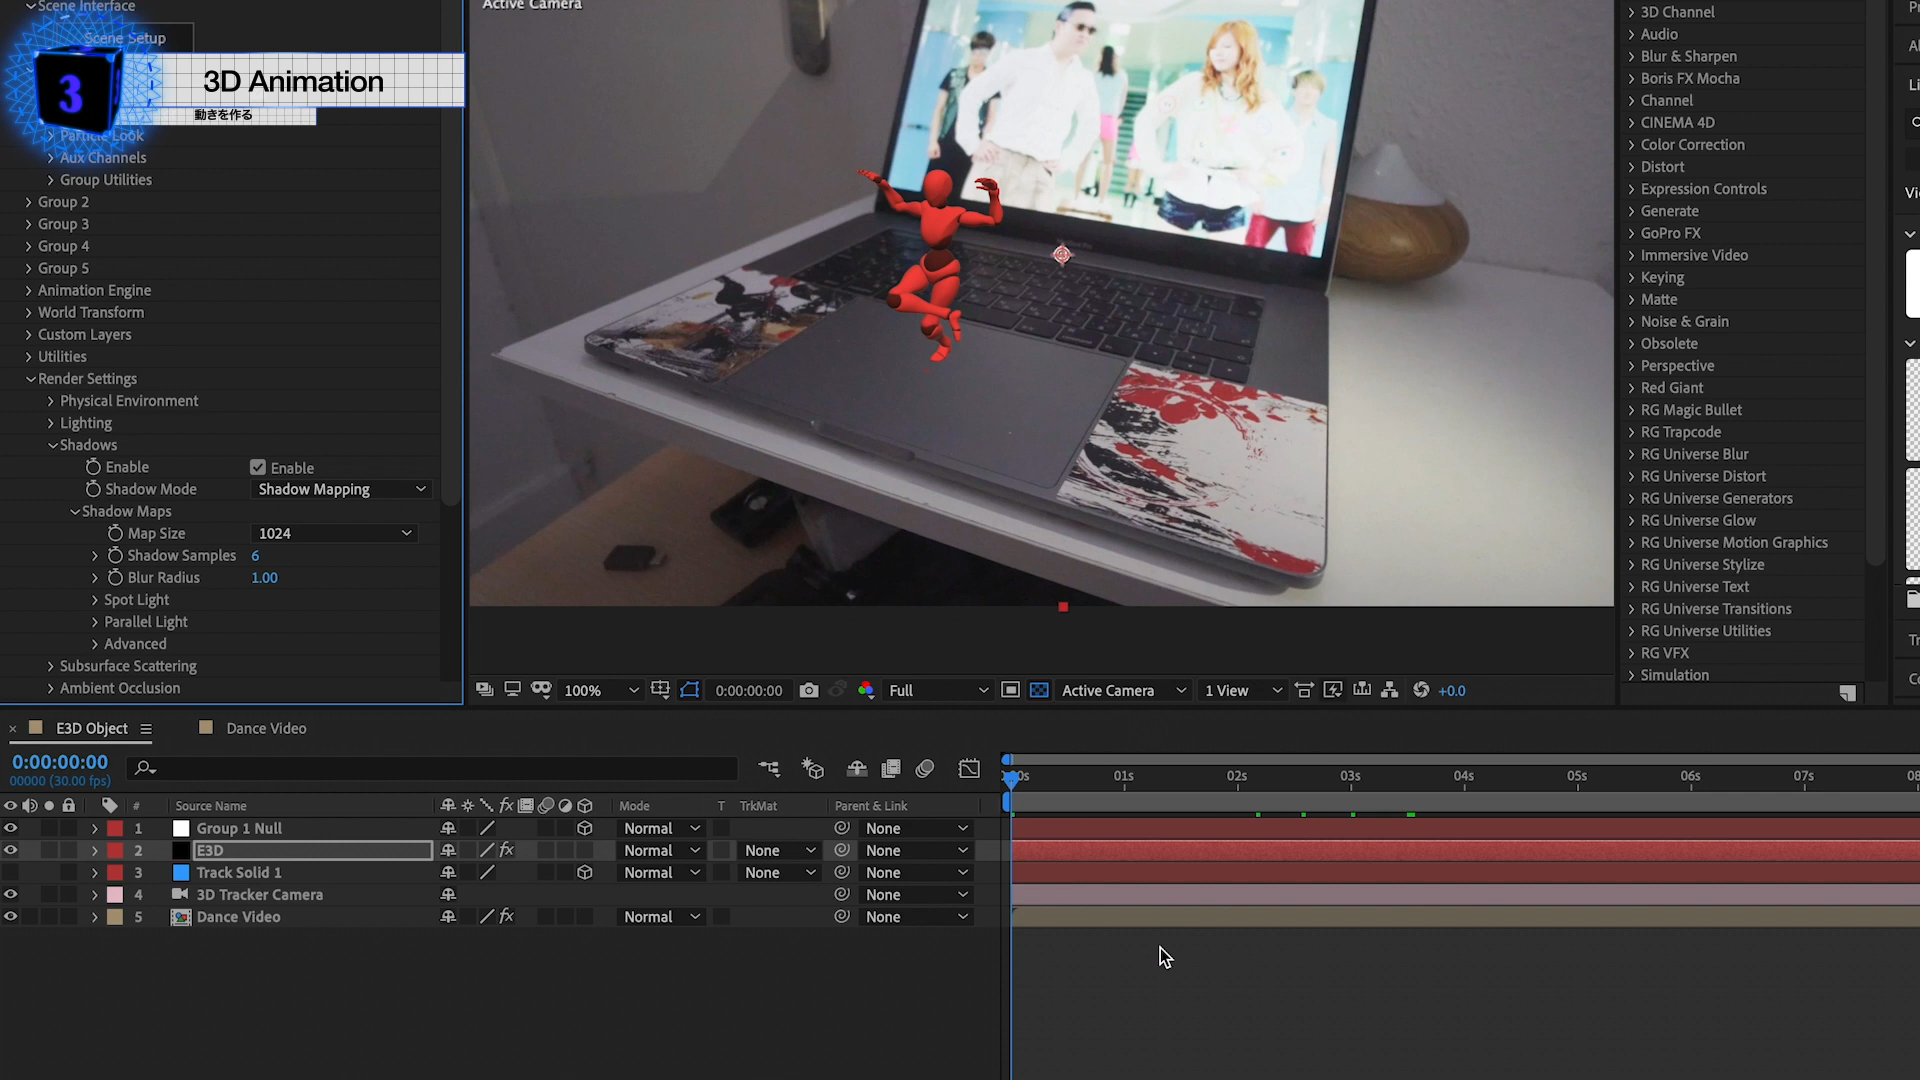 Scene Interface
Scene Setup
3
3D Animation
動きを作る
Particle Look
Aux Channels
Group Utilities
Group 2
Group 3
Group 4
Group 5
Animation Engine
World Transform
Custom Layers
Utilities
Render Settings
Physical Environment
Lighting
Shadows
Enable
Enable
Shadow Mode
Shadow Mapping
Shadow Maps
Map Size
1024
Shadow Samples
6
Blur Radius
1.00
Spot Light
Parallel Light
Advanced
Subsurface Scattering
Ambient Occlusion
Active Camera
100%
0:00:00:00
Full
Active Camera
1 View
+0.0
3D Channel
Audio
Blur & Sharpen
Boris FX Mocha
Channel
CINEMA 4D
Color Correction
Distort
Expression Controls
Generate
GoPro FX
Immersive Video
Keying
Matte
Noise & Grain
Obsolete
Perspective
Red Giant
RG Magic Bullet
RG Trapcode
RG Universe Blur
RG Universe Distort
RG Universe Generators
RG Universe Glow
RG Universe Motion Graphics
RG Universe Stylize
RG Universe Text
RG Universe Transitions
RG Universe Utilities
RG VFX
Simulation
E3D Object
Dance Video
0:00:00:00
00000 (30.00 fps)
01s
02s
03s
04s
05s
06s
07s
# Source Name Mode T TrkMat Parent & Link
1 Group 1 Null Normal None
2 E3D Normal None None
3 Track Solid 1 Normal None None
4 3D Tracker Camera None
5 Dance Video Normal None